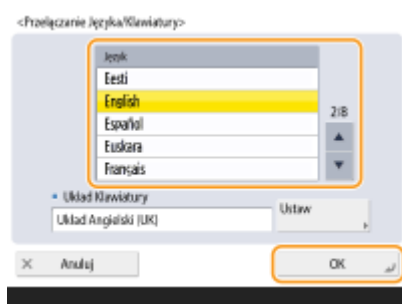 <Przełączanie Języka/Klawiatury>
Język
Eesti
English
Español
Euskara
Français
2/8
Układ Klawiatury
Układ Angielski (UK)
Ustaw
Anuluj
OK